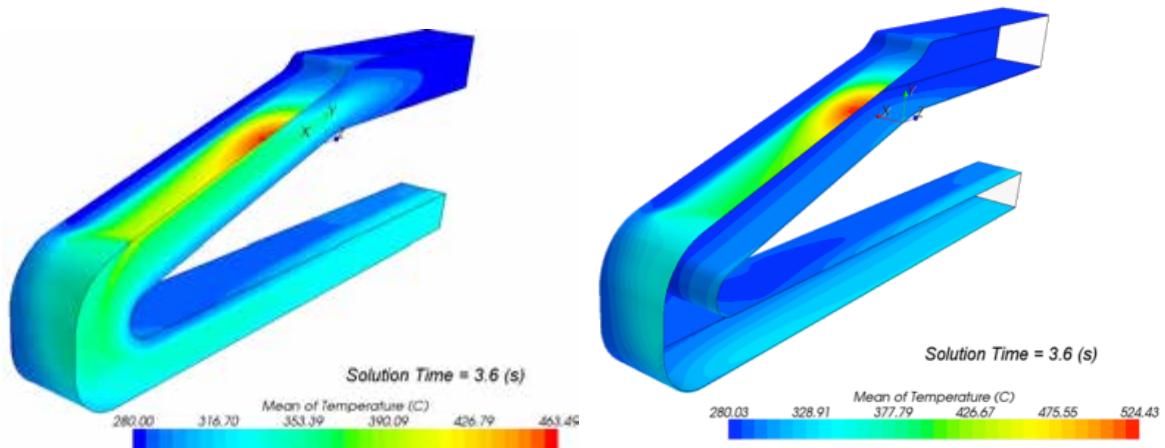 X Y Z
Solution Time = 3.6 (s)
Mean of Temperature (C)
280.00 316.70 353.39 390.09 426.79 463.49
X Y Z
Solution Time = 3.6 (s)
Mean of Temperature (C)
280.03 328.91 377.79 426.67 475.55 524.43